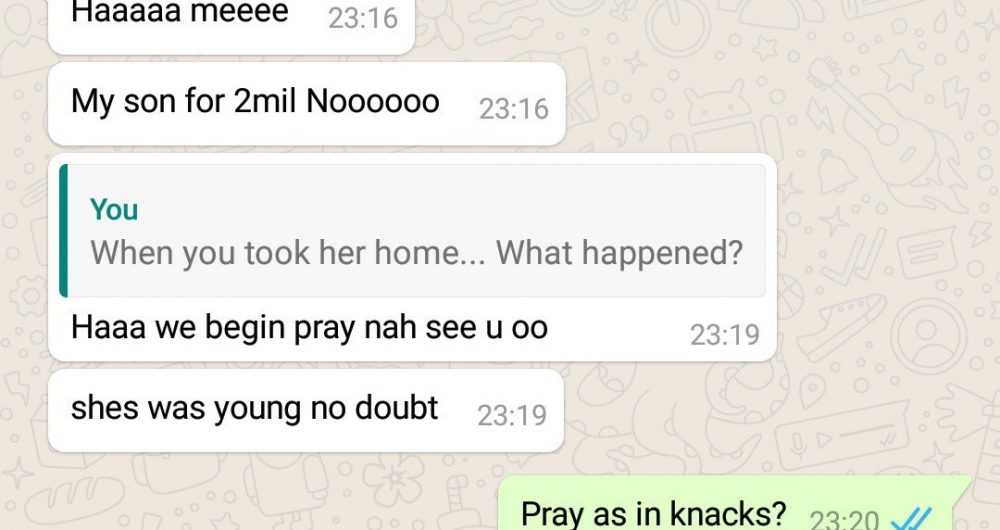 Haaaaa meeee 23:16
My son for 2mil Noooooo 23:16
You
When you took her home... What happened?
Haaa we begin pray nah see u oo 23:19
shes was young no doubt 23:19
Pray as in knacks? 23:20